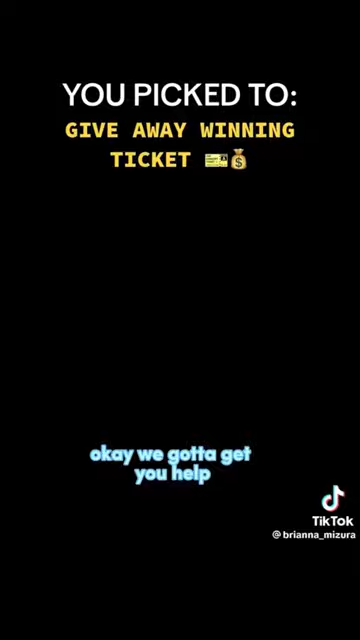 YOU PICKED TO:
GIVE AWAY WINNING
TICKET 🎫💰
okay we gotta get
you help
TikTok
@brianna_mizura